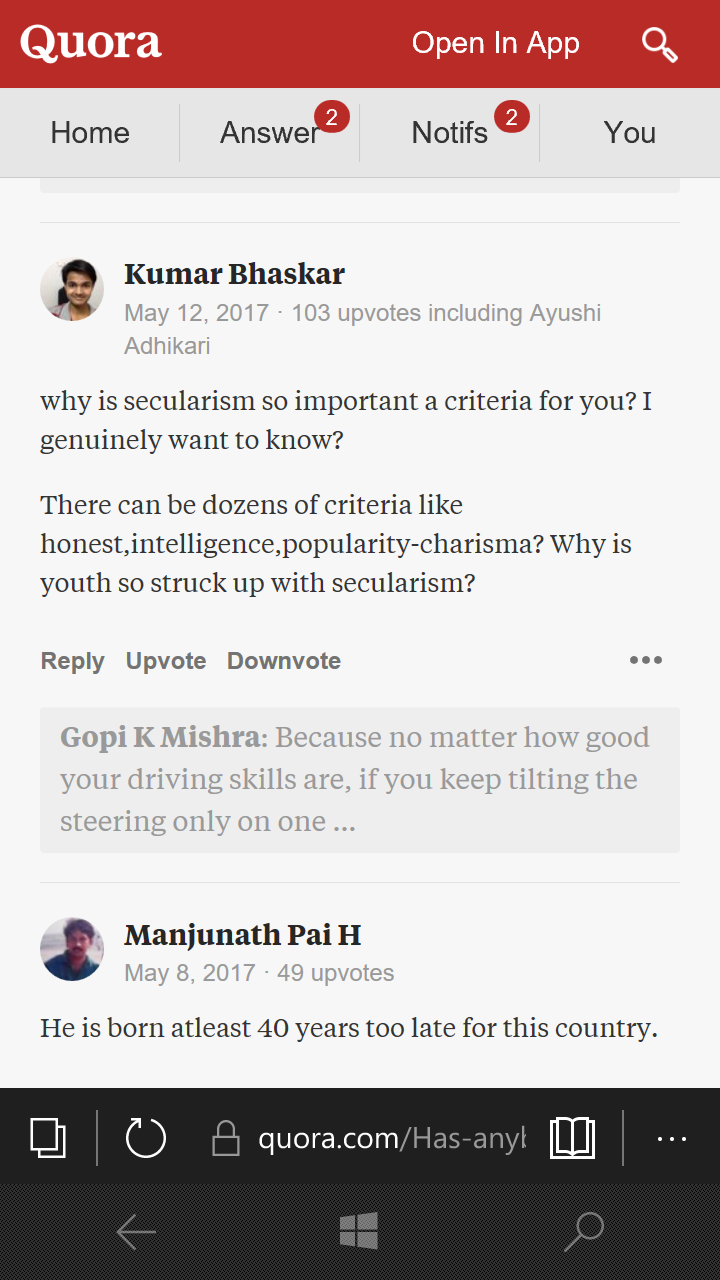 Quora
Open In App
Home
Answer
2
Notifs
2
You
Kumar Bhaskar
May 12, 2017 · 103 upvotes including Ayushi
Adhikari
why is secularism so important a criteria for you? I
genuinely want to know?
There can be dozens of criteria like
honest,intelligence,popularity-charisma? Why is
youth so struck up with secularism?
Reply Upvote Downvote
Gopi K Mishra: Because no matter how good
your driving skills are, if you keep tilting the
steering only on one ...
Manjunath Pai H
May 8, 2017 · 49 upvotes
He is born atleast 40 years too late for this country.
quora.com/Has-any